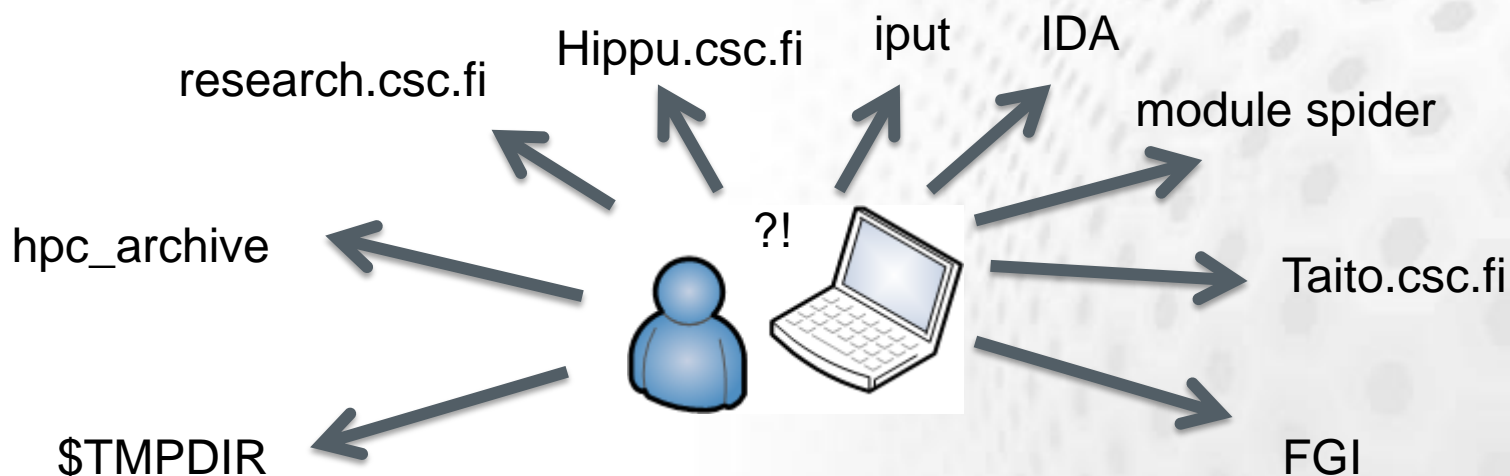 Hippu.csc.fi
iput
IDA
research.csc.fi
module spider
?!
hpc_archive
Taito.csc.fi
$TMPDIR
FGI